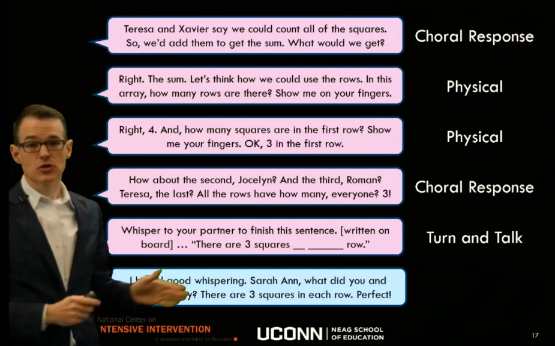 Teresa and Xavier say we could count all of the squares.
So, we'd add them to get the sum. What would we get?
Choral Response
Right. The sum. Let's think how we could use the rows. In this
array, how many rows are there? Show me on your fingers.
Physical
Right, 4. And, how many squares are in the first row? Show
me your fingers. OK, 3 in the first row.
Physical
How about the second, Jocelyn? And the third, Roman?
Teresa, the last? All the rows have how many, everyone? 3!
Choral Response
Whisper to your partner to finish this sentence. [written on
board] ... "There are 3 squares __ ______ row."
Turn and Talk
good whispering. Sarah Ann, what did you and
? There are 3 squares in each row. Perfect!
National Center on
NTENSIVE INTERVENTION
UCONN
NEAG SCHOOL
OF EDUCATION
17